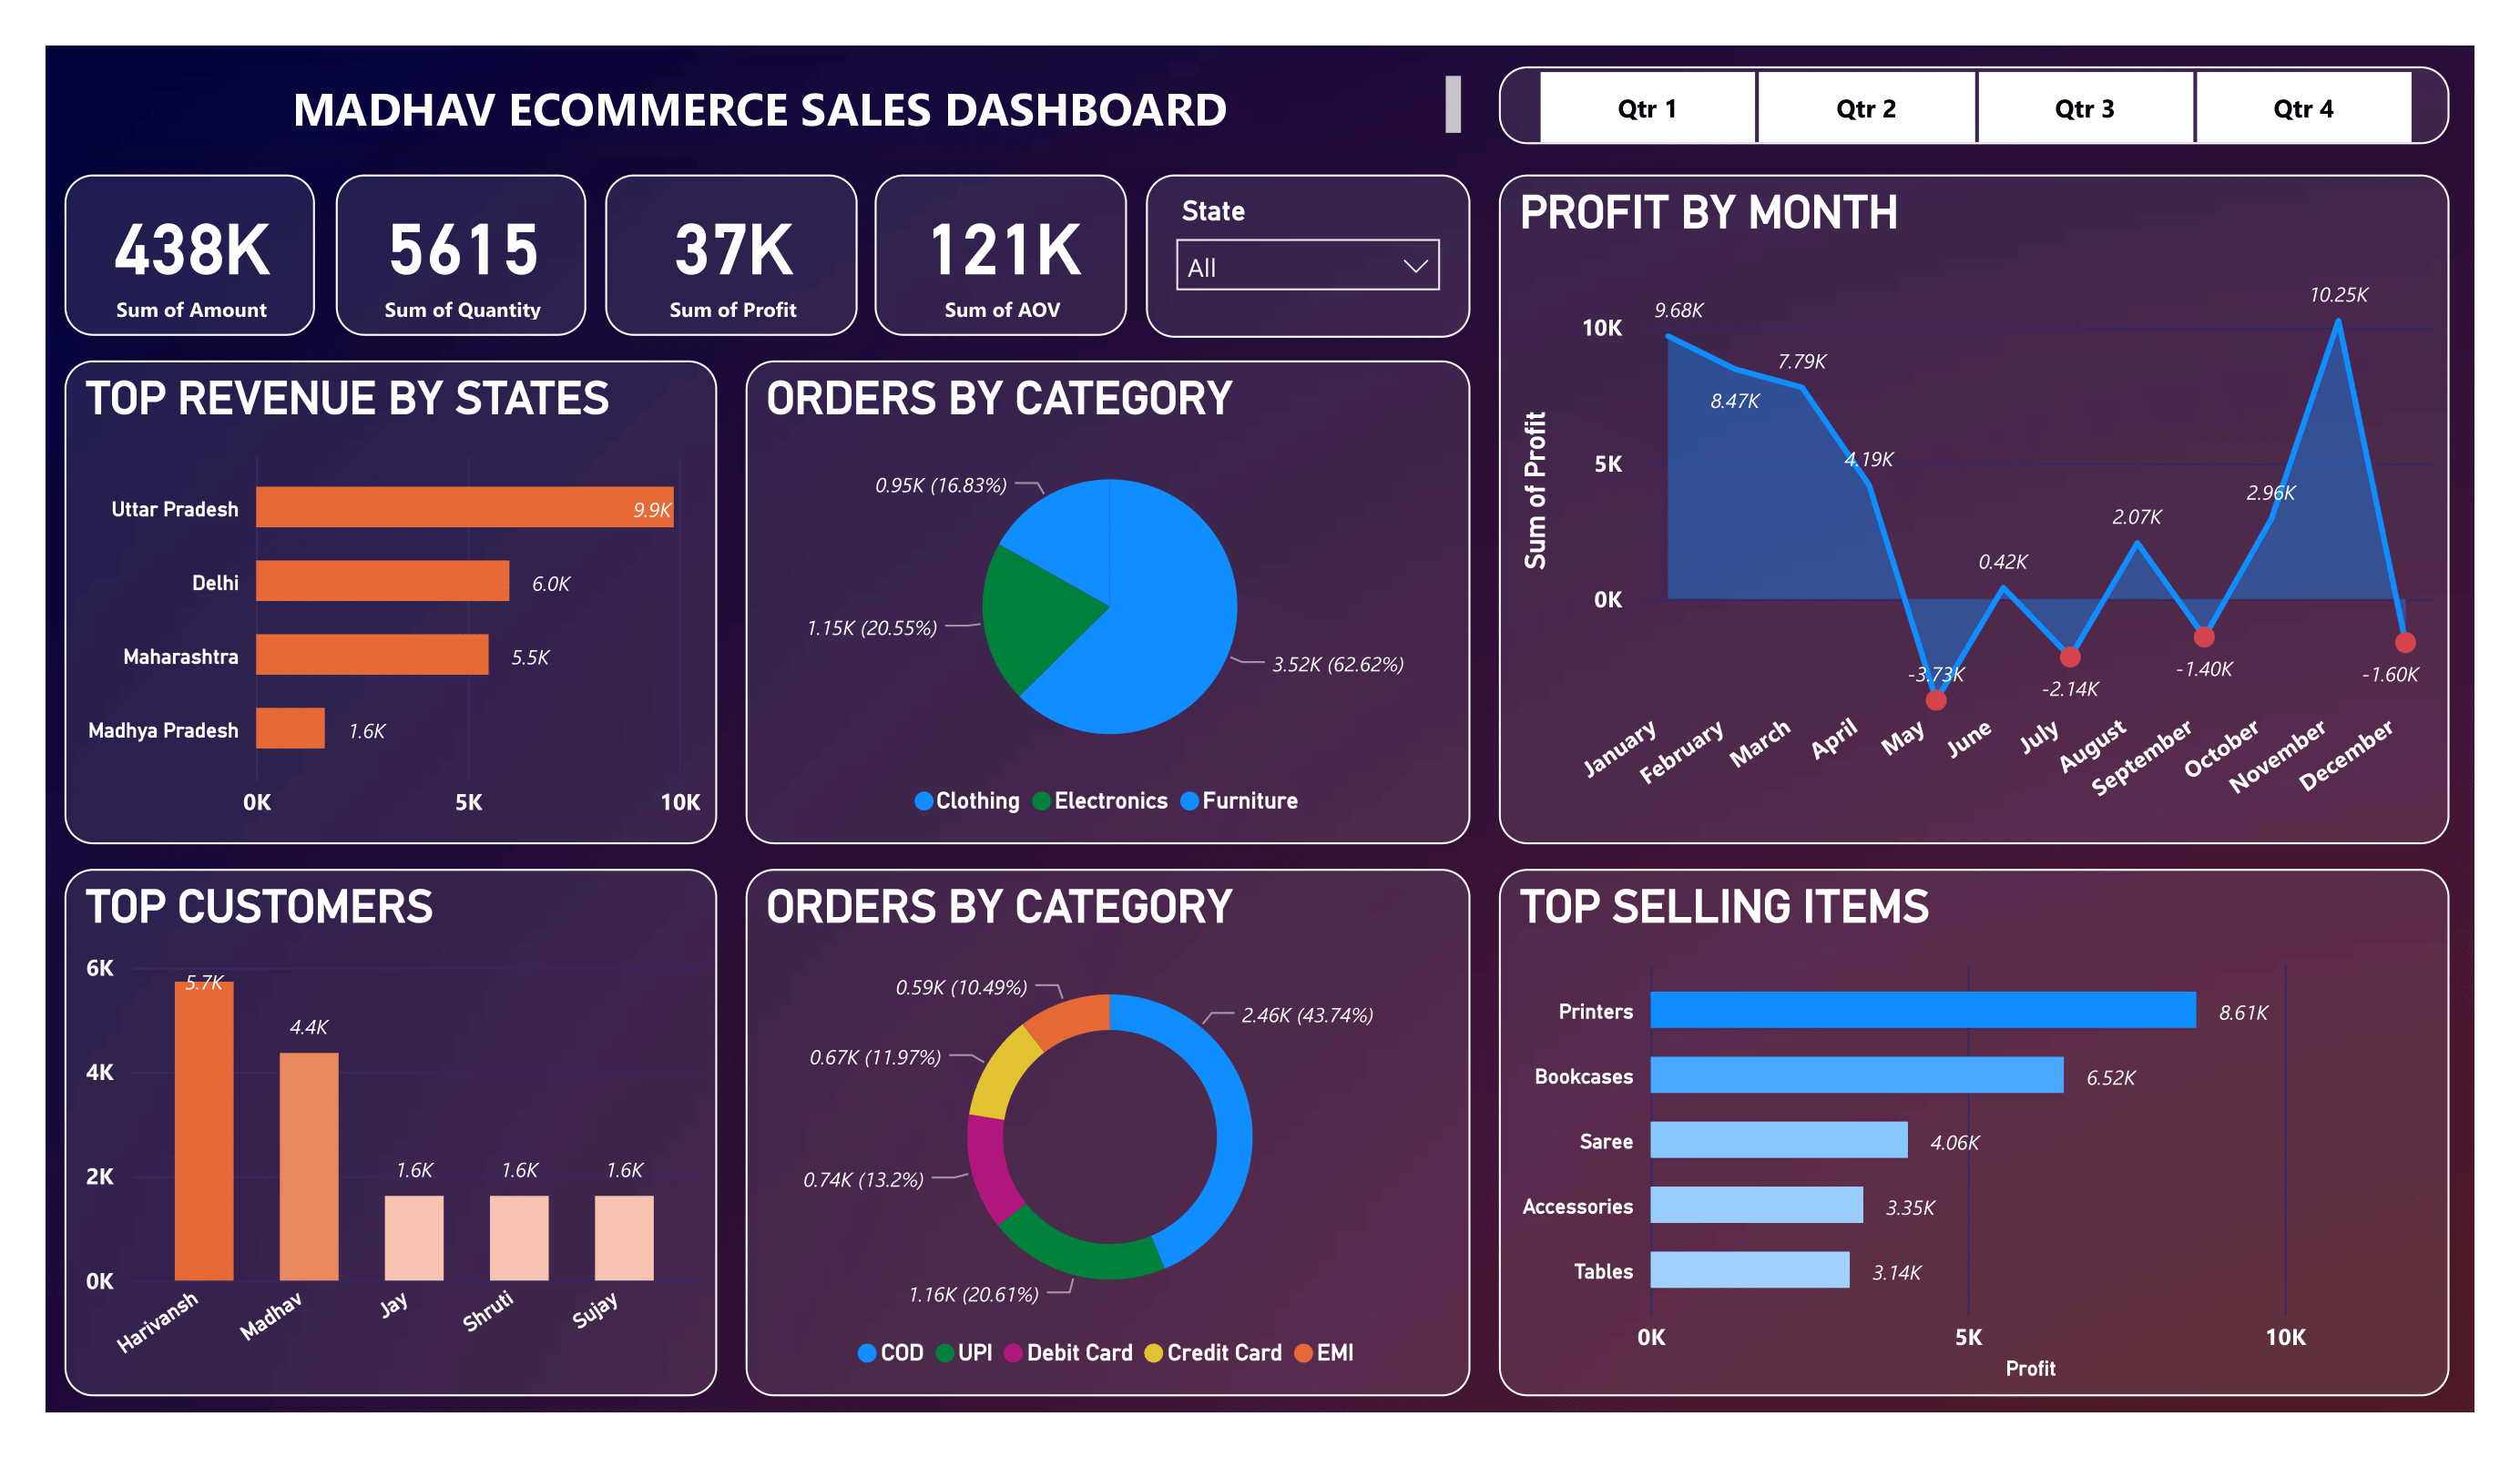 MADHAV ECOMMERCE SALES DASHBOARD
Qtr 1
Qtr 2
Qtr 3
Qtr 4
438K
Sum of Amount
5615
Sum of Quantity
37K
Sum of Profit
121K
Sum of AOV
State
All
TOP REVENUE BY STATES
Uttar Pradesh
9.9K
Delhi
6.0K
Maharashtra
5.5K
Madhya Pradesh
1.6K
0K
5K
10K
ORDERS BY CATEGORY
0.95K (16.83%)
1.15K (20.55%)
3.52K (62.62%)
Clothing
Electronics
Furniture
PROFIT BY MONTH
Sum of Profit
10K
5K
0K
9.68K
8.47K
7.79K
4.19K
-3.73K
0.42K
-2.14K
2.07K
-1.40K
2.96K
10.25K
-1.60K
January
February
March
April
May
June
July
August
September
October
November
December
TOP CUSTOMERS
6K
4K
2K
0K
5.7K
4.4K
1.6K
1.6K
1.6K
Harivansh
Madhav
Jay
Shruti
Sujay
ORDERS BY CATEGORY
0.59K (10.49%)
2.46K (43.74%)
0.67K (11.97%)
0.74K (13.2%)
1.16K (20.61%)
COD
UPI
Debit Card
Credit Card
EMI
TOP SELLING ITEMS
Printers
8.61K
Bookcases
6.52K
Saree
4.06K
Accessories
3.35K
Tables
3.14K
0K
5K
10K
Profit